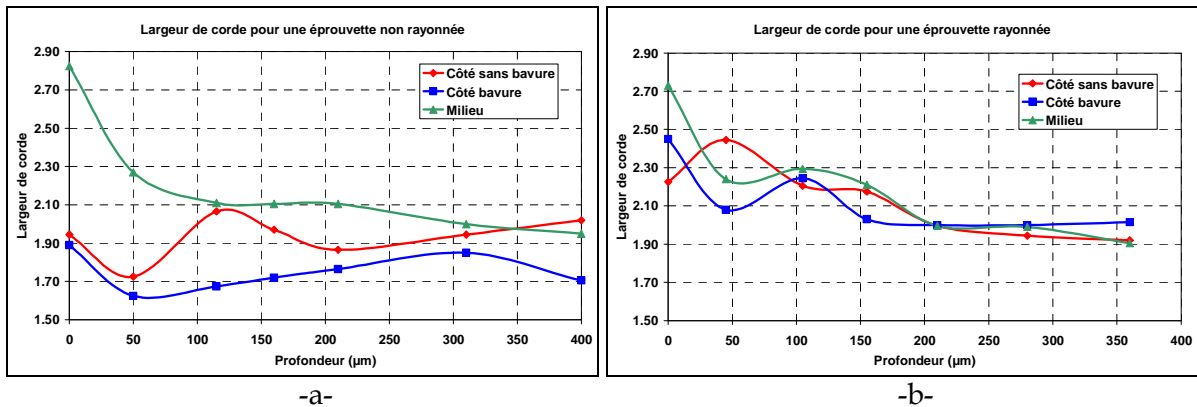 Largeur de corde pour une éprouvette non rayonnée
2.90
2.70
2.50
2.30
2.10
1.90
1.70
1.50
Largeur de corde
0 50 100 150 200 250 300 350 400
Profondeur (µm)
Côté sans bavure
Côté bavure
Milieu
-a-
Largeur de corde pour une éprouvette rayonnée
2.90
2.70
2.50
2.30
2.10
1.90
1.70
1.50
Largeur de corde
0 50 100 150 200 250 300 350 400
Profondeur (µm)
Côté sans bavure
Côté bavure
Milieu
-b-